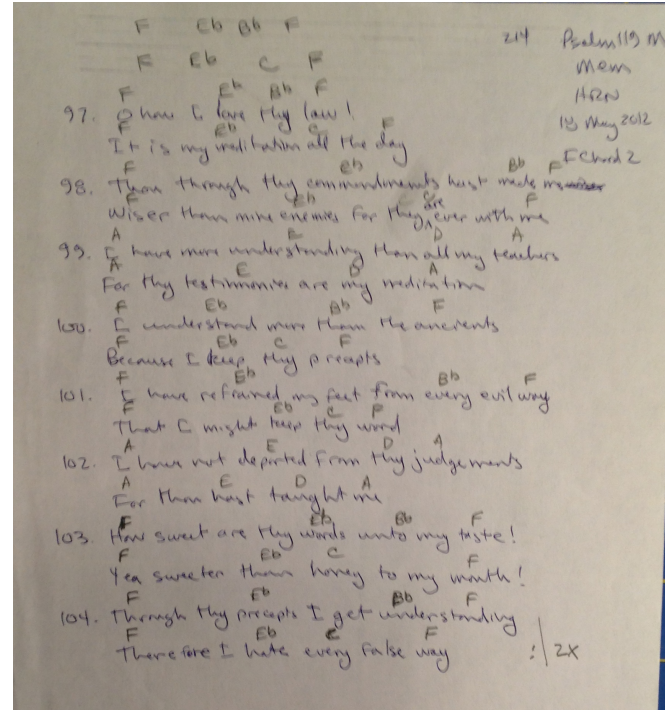 F Eb Bb F
F Eb C F
214 Psalm 119 M
Mem
HRN
18 May 2012
F Chord 2
F Eb Bb F
97. O how I love thy law!
F Eb C F
It is my meditation all the day
F Eb Bb F
98. Thou through thy commandments hast made me
F Eb C F
Wiser than mine enemies for they are ever with me
A E D A
99. I have more understanding than all my teachers
A E D A
For thy testimonies are my meditation
F Eb Bb F
100. I understand more than the ancients
F Eb C F
Because I keep thy precepts
F Eb Bb F
101. I have refrained my feet from every evil way
F Eb C F
That I might keep thy word
A E D A
102. I have not departed from thy judgements
A E D A
For thou hast taught me
F Eb Bb F
103. How sweet are thy words unto my taste!
F Eb C F
Yea sweeter than honey to my mouth!
F Eb Bb F
104. Through thy precepts I get understanding
F Eb C F
Therefore I hate every false way :| 2X